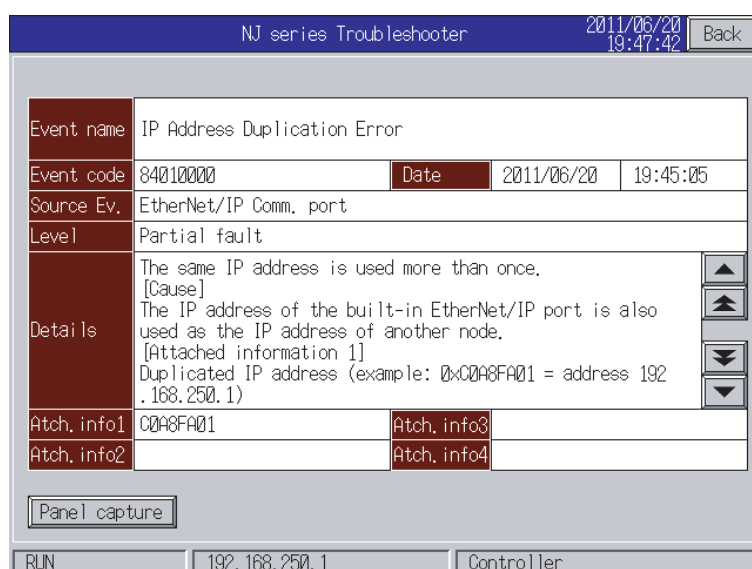 NJ series Troubleshooter
2011/06/20
19:47:42
Back
Event name IP Address Duplication Error
Event code 84010000 Date 2011/06/20 19:45:05
Source Ev. EtherNet/IP Comm. port
Level Partial fault
Details
The same IP address is used more than once.
[Cause]
The IP address of the built-in EtherNet/IP port is also
used as the IP address of another node.
[Attached information 1]
Duplicated IP address (example: 0xC0A8FA01 = address 192
.168.250.1)
Atch.info1 C0A8FA01 Atch.info3
Atch.info2 Atch.info4
Panel capture
RUN 192.168.250.1 Controller